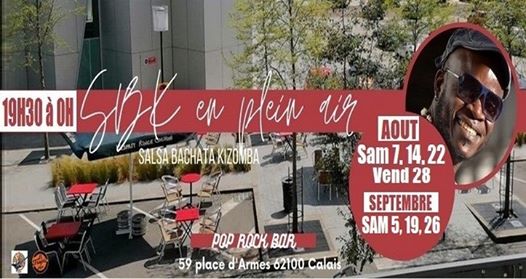 19H30 à 0H
SBK en plein air
SALSA BACHATA KIZOMBA
AOUT
Sam 7, 14, 22
Vend 28
SEPTEMBRE
SAM 5, 19, 26
POP ROCK BAR
59 place d'Armes 62100 Calais